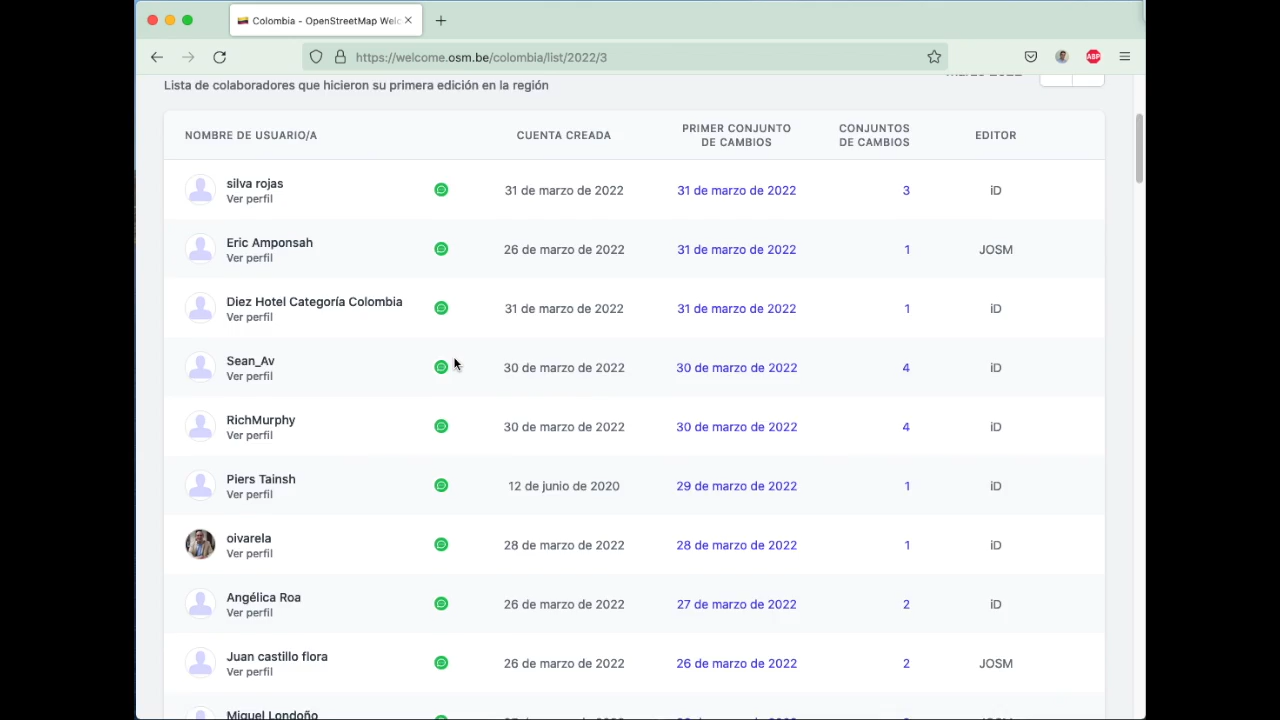 Colombia - OpenStreetMap Welc
https://welcome.osm.be/colombia/list/2022/3
ABP
marzo 2022
Lista de colaboradores que hicieron su primera edición en la región
NOMBRE DE USUARIO/A
CUENTA CREADA
PRIMER CONJUNTO
DE CAMBIOS
CONJUNTOS
DE CAMBIOS
EDITOR
silva rojas
Ver perfil
31 de marzo de 2022
31 de marzo de 2022
3
iD
Eric Amponsah
Ver perfil
26 de marzo de 2022
31 de marzo de 2022
1
JOSM
Diez Hotel Categoría Colombia
Ver perfil
31 de marzo de 2022
31 de marzo de 2022
1
iD
Sean_Av
Ver perfil
30 de marzo de 2022
30 de marzo de 2022
4
iD
RichMurphy
Ver perfil
30 de marzo de 2022
30 de marzo de 2022
4
iD
Piers Tainsh
Ver perfil
12 de junio de 2020
29 de marzo de 2022
1
iD
oivarela
Ver perfil
28 de marzo de 2022
28 de marzo de 2022
1
iD
Angélica Roa
Ver perfil
26 de marzo de 2022
27 de marzo de 2022
2
iD
Juan castillo flora
Ver perfil
26 de marzo de 2022
26 de marzo de 2022
2
JOSM
Miguel Londoño